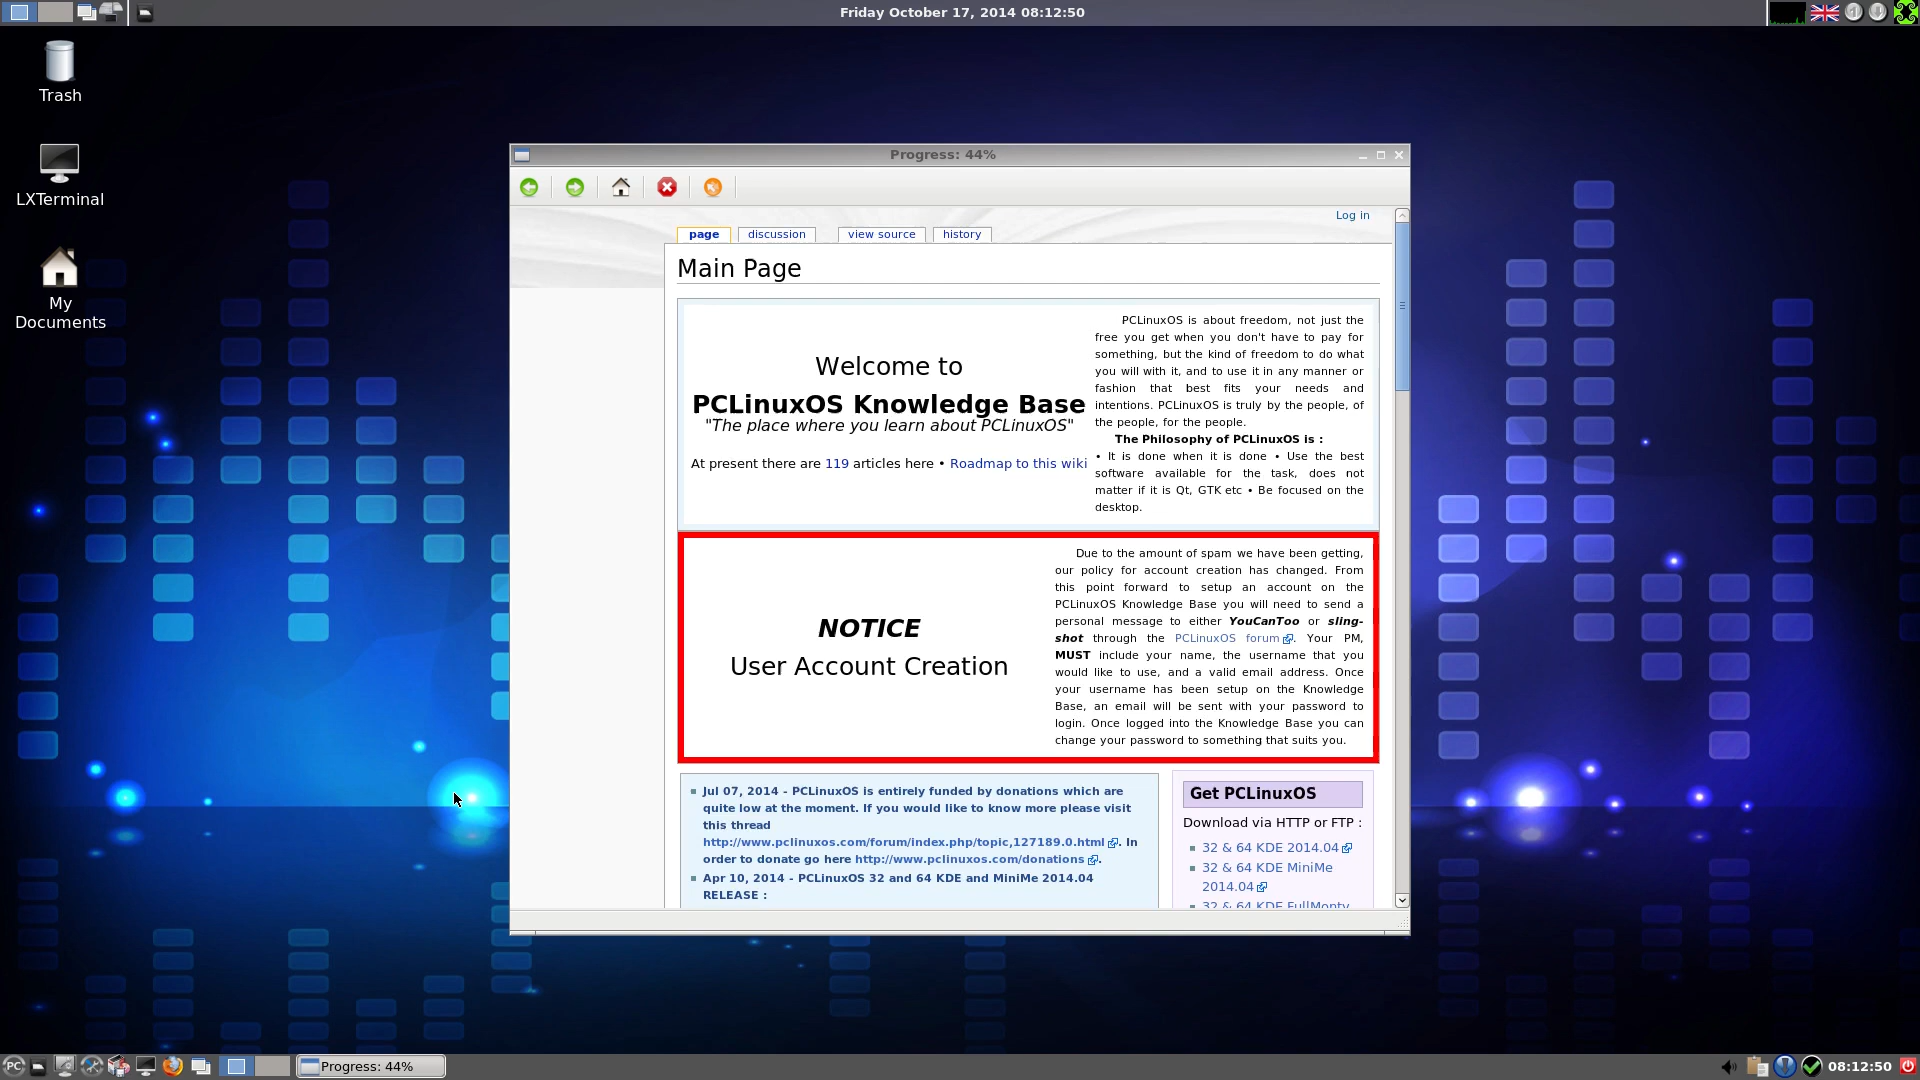 Friday October 17, 2014 08:12:50
Trash
LXTerminal
My
Documents
Progress: 44%
Log in
page
discussion
view source
history
Main Page
Welcome to
PCLinuxOS Knowledge Base
"The place where you learn about PCLinuxOS"
At present there are 119 articles here • Roadmap to this wiki
PCLinuxOS is about freedom, not just the
free you get when you don't have to pay for
something, but the kind of freedom to do what
you will with it, and to use it in any manner or
fashion that best fits your needs and
intentions. PCLinuxOS is truly by the people, of
the people, for the people.
The Philosophy of PCLinuxOS is :
• It is done when it is done • Use the best
software available for the task, does not
matter if it is Qt, GTK etc • Be focused on the
desktop.
NOTICE
User Account Creation
Due to the amount of spam we have been getting,
our policy for account creation has changed. From
this point forward to setup an account on the
PCLinuxOS Knowledge Base you will need to send a
personal message to either YouCanToo or sling-
shot through the PCLinuxOS forum. Your PM,
MUST include your name, the username that you
would like to use, and a valid email address. Once
your username has been setup on the Knowledge
Base, an email will be sent with your password to
login. Once logged into the Knowledge Base you can
change your password to something that suits you.
Jul 07, 2014 - PCLinuxOS is entirely funded by donations which are
quite low at the moment. If you would like to know more please visit
this thread
http://www.pclinuxos.com/forum/index.php/topic,127189.0.html. In
order to donate go here http://www.pclinuxos.com/donations.
Apr 10, 2014 - PCLinuxOS 32 and 64 KDE and MiniMe 2014.04
RELEASE :
Get PCLinuxOS
Download via HTTP or FTP :
32 & 64 KDE 2014.04
32 & 64 KDE MiniMe
2014.04
32 & 64 KDE FullMonty
PC
Progress: 44%
08:12:50